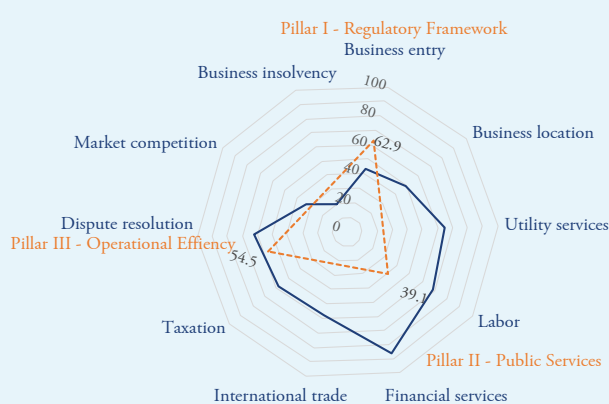 Pillar I - Regulatory Framework
Business entry
Business insolvency
100
80
Business location
Market competition
60
62.9
40
20
Dispute resolution
0
Utility services
Pillar III - Operational Effiency
54.5
39.1
Labor
Taxation
Pillar II - Public Services
International trade
Financial services